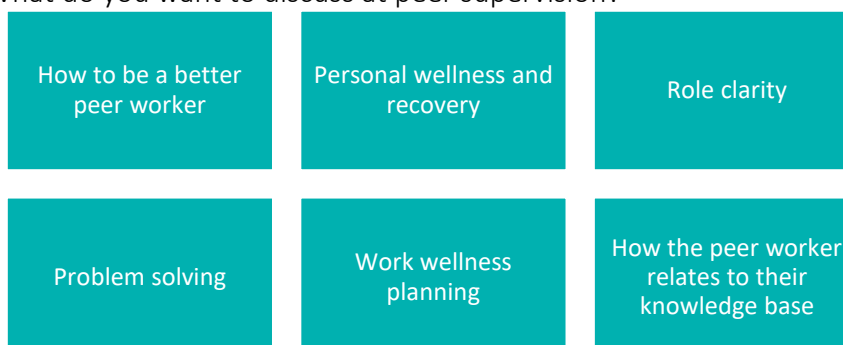 What do you want to discuss at peer supervision?
How to be a better
peer worker
Personal wellness and
recovery
Role clarity
Problem solving
Work wellness
planning
How the peer worker
relates to their
knowledge base